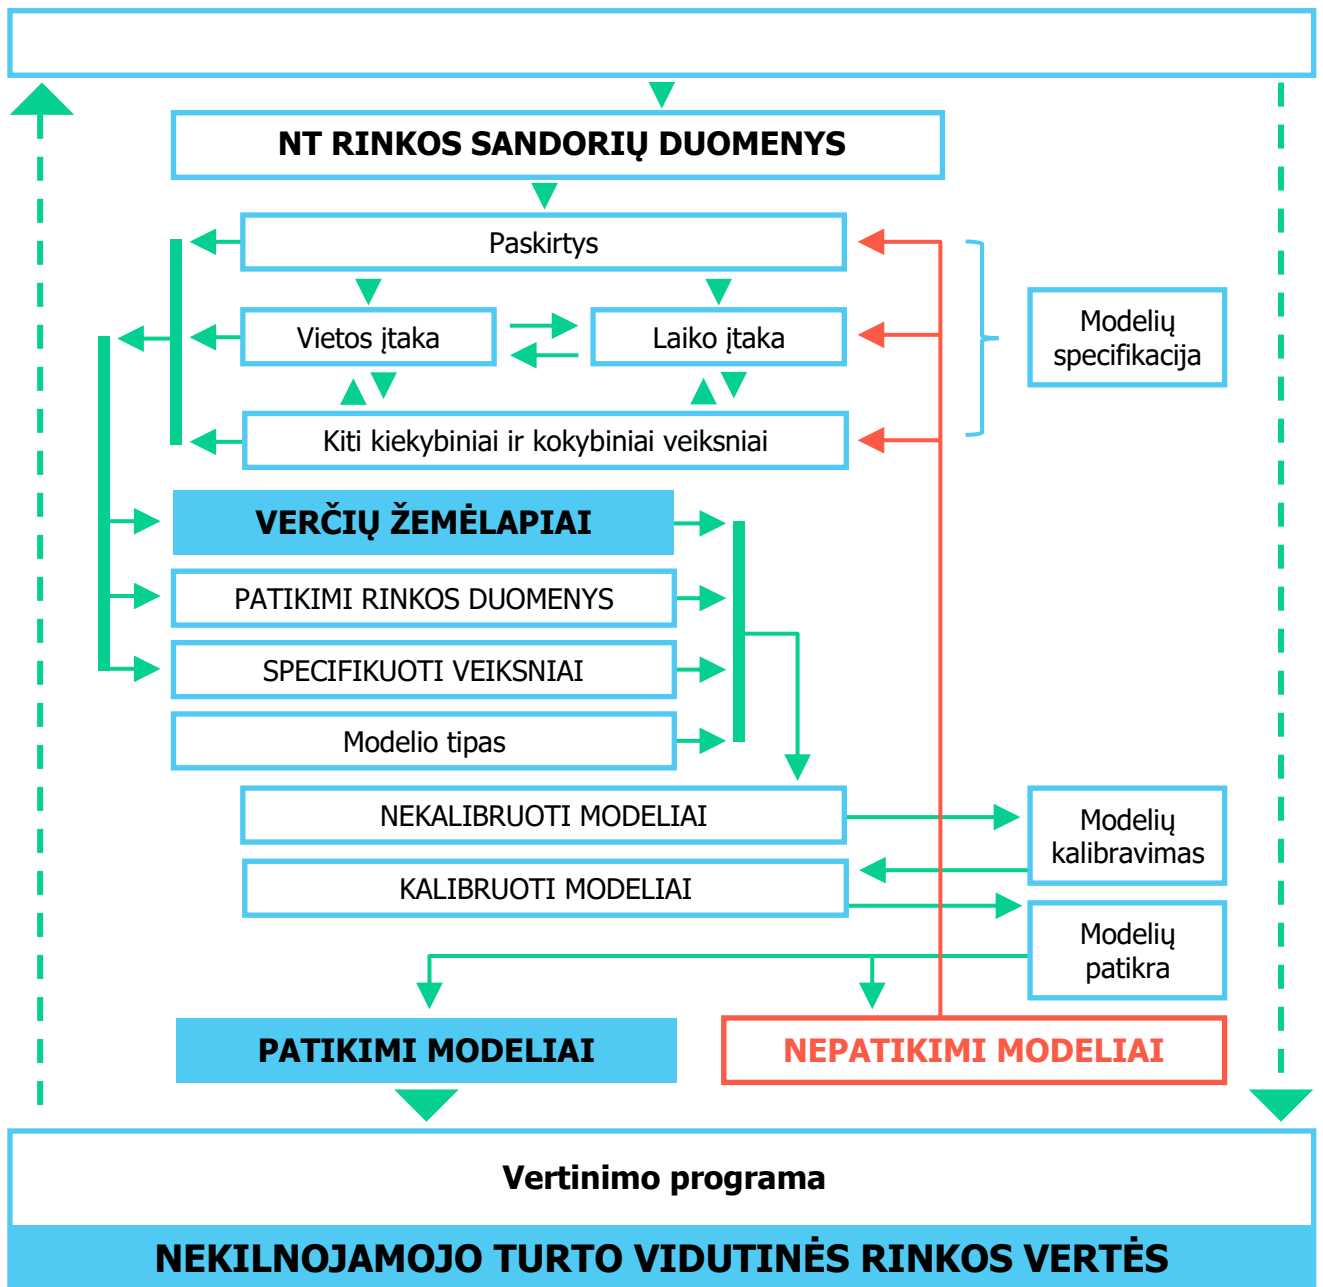 NT RINKOS SANDORIŲ DUOMENYS
Paskirtys
Vietos įtaka
Laiko įtaka
Modelių
specifikacija
Kiti kiekybiniai ir kokybiniai veiksniai
VERČIŲ ŽEMĖLAPIAI
PATIKIMI RINKOS DUOMENYS
SPECIFIKUOTI VEIKSNIAI
Modelio tipas
NEKALIBRUOTI MODELIAI
Modelių
kalibravimas
KALIBRUOTI MODELIAI
Modelių
patikra
PATIKIMI MODELIAI
NEPATIKIMI MODELIAI
Vertinimo programa
NEKILNOJAMOJO TURTO VIDUTINĖS RINKOS VERTĖS